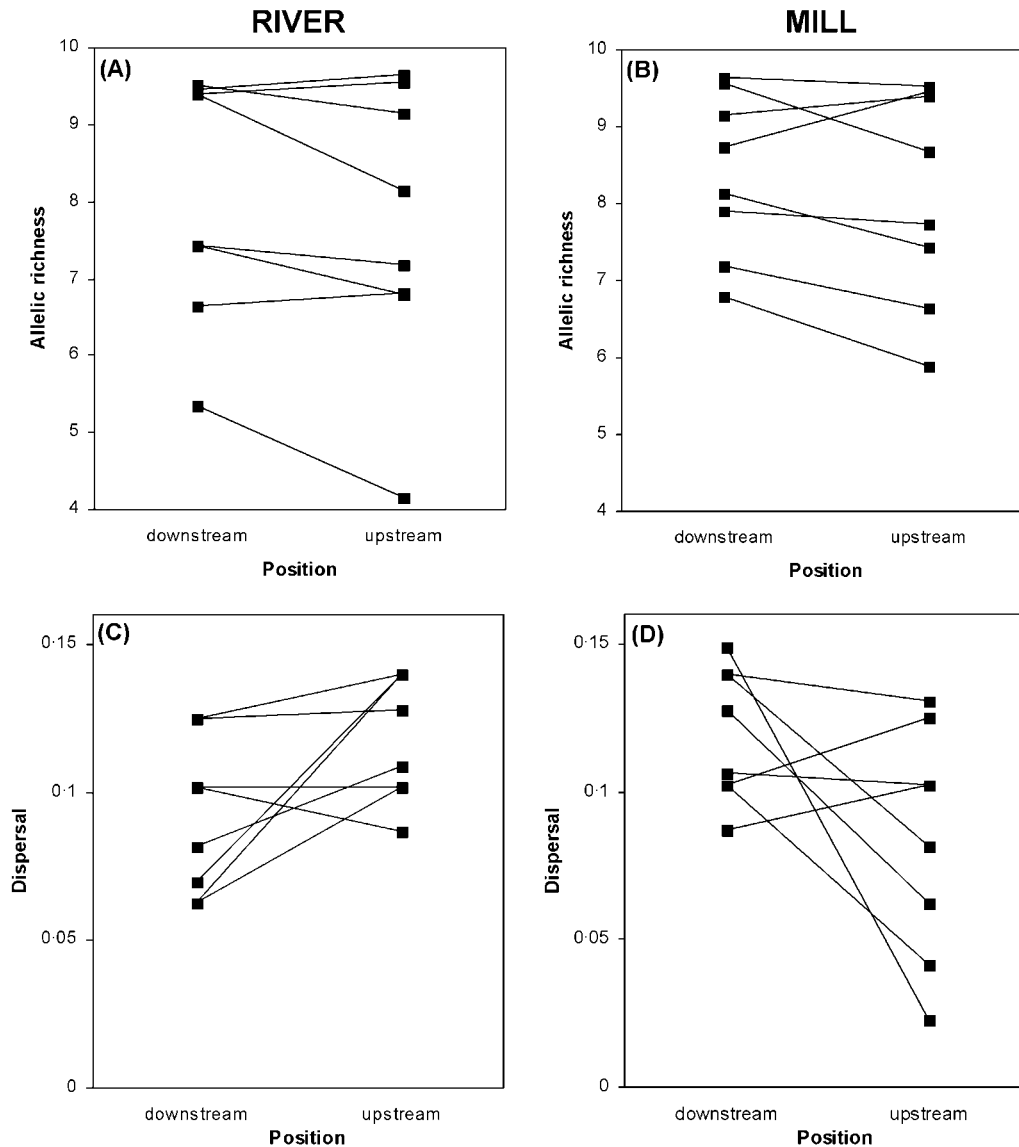 RIVER
MILL
(A)
10
9
8
7
6
5
4
Allelic richness
downstream
upstream
Position
(B)
10
9
8
7
6
5
4
Allelic richness
downstream
upstream
Position
(C)
0·15
0·1
0·05
0
Dispersal
downstream
upstream
Position
(D)
0·15
0·1
0·05
0
Dispersal
downstream
upstream
Position